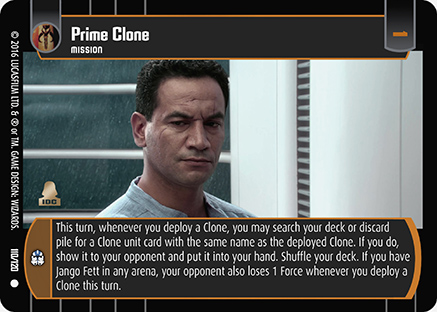 Prime Clone
MISSION
IDC
This turn, whenever you deploy a Clone, you may search your deck or discard
pile for a Clone unit card with the same name as the deployed Clone. If you do,
show it to your opponent and put it into your hand. Shuffle your deck. If you have
Jango Fett in any arena, your opponent also loses 1 Force whenever you deploy a
Clone this turn.
© 2016 LUCASFILM LTD. & ® or TM. GAME DESIGN: WIZARDS.